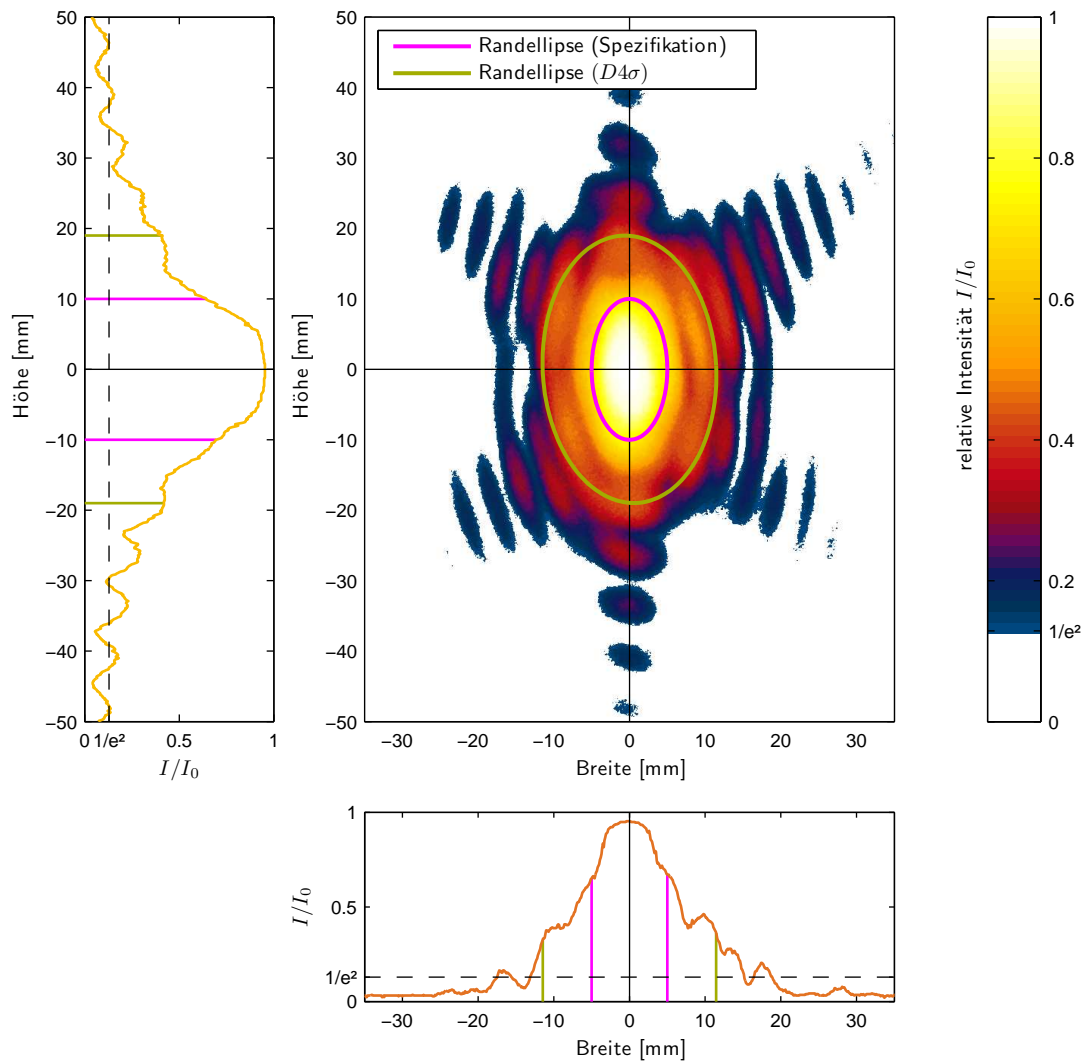 Randellipse (Spezifikation)
Randellipse (D4σ)
50
40
30
20
10
0
−10
−20
−30
−40
−50
Höhe [mm]
0 1/e² 0.5 1
I/I₀
50
40
30
20
10
0
−10
−20
−30
−40
−50
Höhe [mm]
−30 −20 −10 0 10 20 30
Breite [mm]
1
0.8
0.6
0.4
0.2
1/e²
0
relative Intensität I/I₀
1
0.5
1/e²
0
I/I₀
−30 −20 −10 0 10 20 30
Breite [mm]